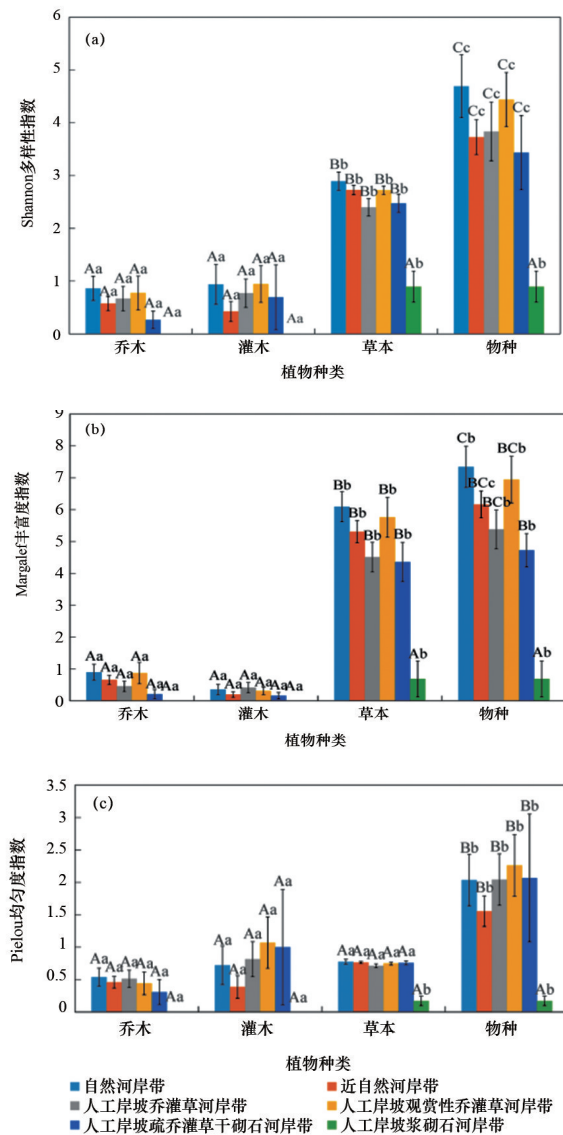 (a)
Shannon多样性指数
6
5
4
3
2
1
0
Aa Aa Aa Aa Aa Aa
Aa Aa Aa Aa Aa Aa
Bb Bb Bb Bb Bb Ab
Cc Cc Cc Cc Cc Ab
乔木 灌木 草本 物种
植物种类
(b)
Margalef丰富度指数
9
8
7
6
5
4
3
2
1
0
Aa Aa Aa Aa Aa Aa
Aa Aa Aa Aa Aa Aa
Bb Bb Bb Bb Bb Ab
Cb BCc BCb BCb Bb Ab
乔木 灌木 草本 物种
植物种类
(c)
Pielou均匀度指数
3.5
3
2.5
2
1.5
1
0.5
0
Aa Aa Aa Aa Aa Aa
Aa Aa Aa Aa Aa Aa
Aa Aa Aa Aa Aa Ab
Bb Bb Bb Bb Bb Ab
乔木 灌木 草本 物种
植物种类
自然河岸带 近自然河岸带
人工岸坡乔灌草河岸带 人工岸坡观赏性乔灌草河岸带
人工岸坡疏乔灌草干砌石河岸带 人工岸坡浆砌石河岸带